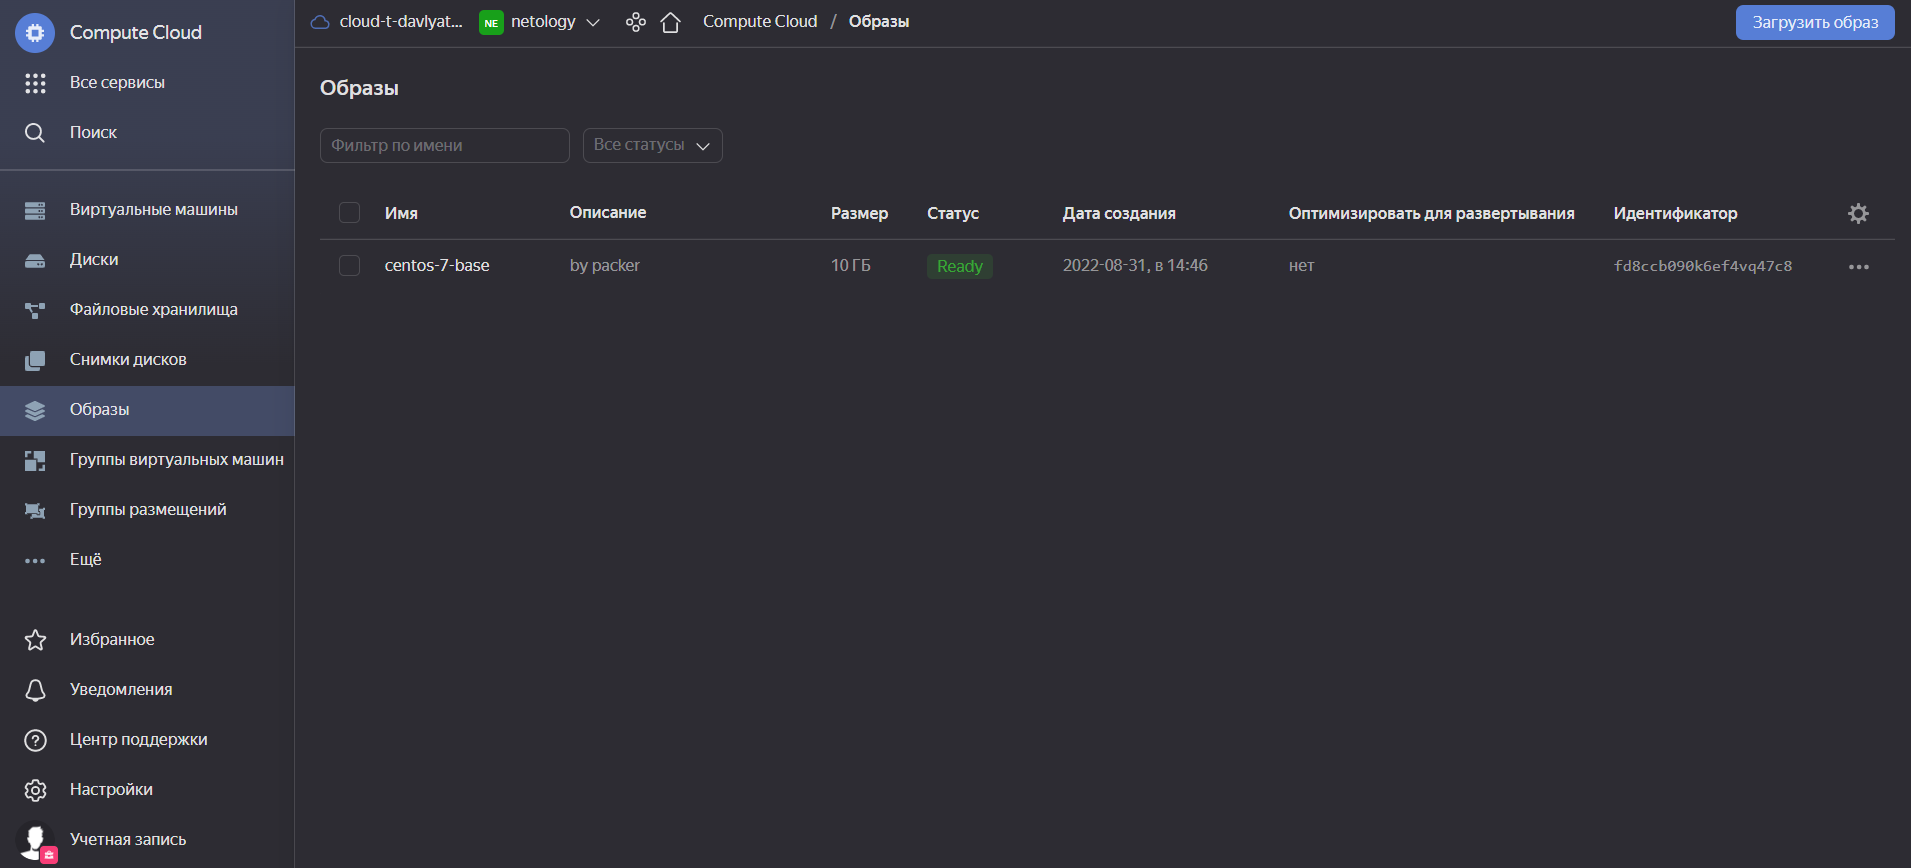 Compute Cloud
Все сервисы
Поиск
Виртуальные машины
Диски
Файловые хранилища
Снимки дисков
Образы
Группы виртуальных машин
Группы размещений
Ещё
Избранное
Уведомления
Центр поддержки
Настройки
Учетная запись
cloud-t-davlyat... NE netology Compute Cloud / Образы Загрузить образ
Образы
Фильтр по имени Все статусы
Имя Описание Размер Статус Дата создания Оптимизировать для развертывания Идентификатор
centos-7-base by packer 10 ГБ Ready 2022-08-31, в 14:46 нет fd8ccb090k6ef4vq47c8